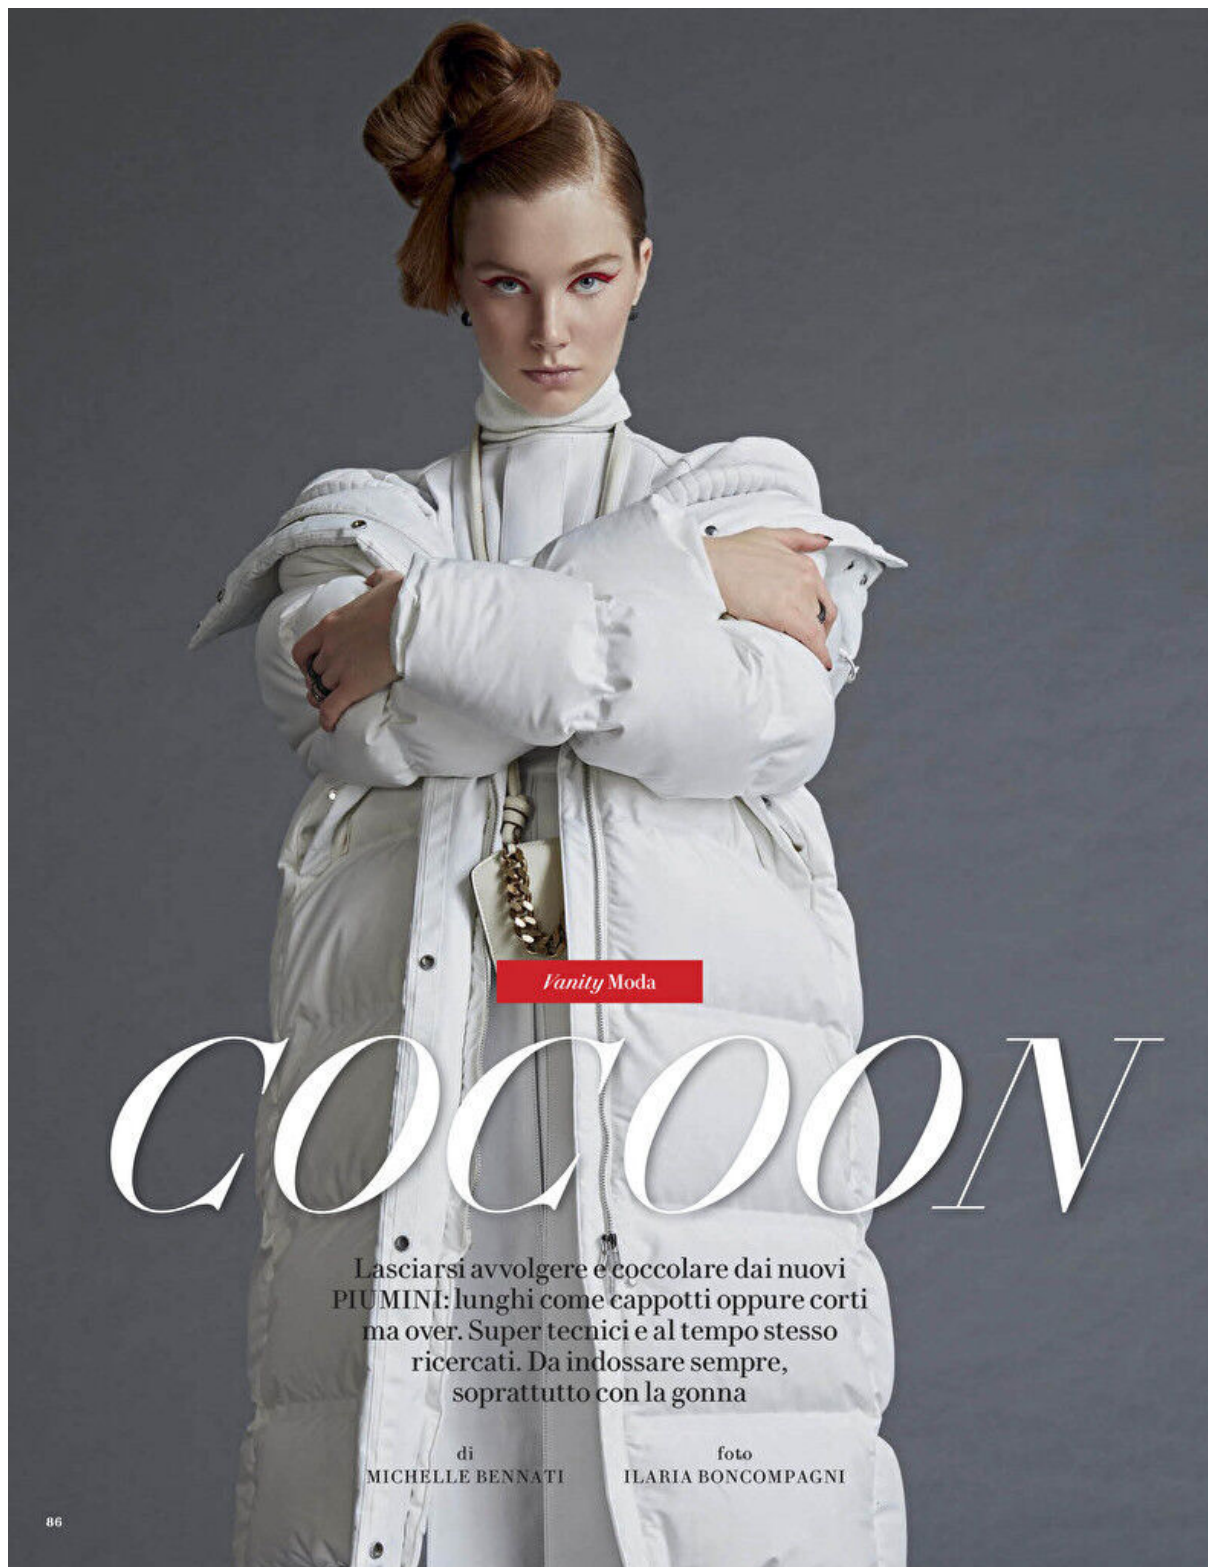 Vanity Moda
COCOON
Lasciarsi avvolgere e coccolare dai nuovi
PIUMINI: lunghi come cappotti oppure corti
ma over. Super tecnici e al tempo stesso
ricercati. Da indossare sempre,
soprattutto con la gonna
di
MICHELLE BENNATI
foto
ILARIA BONCOMPAGNI
86